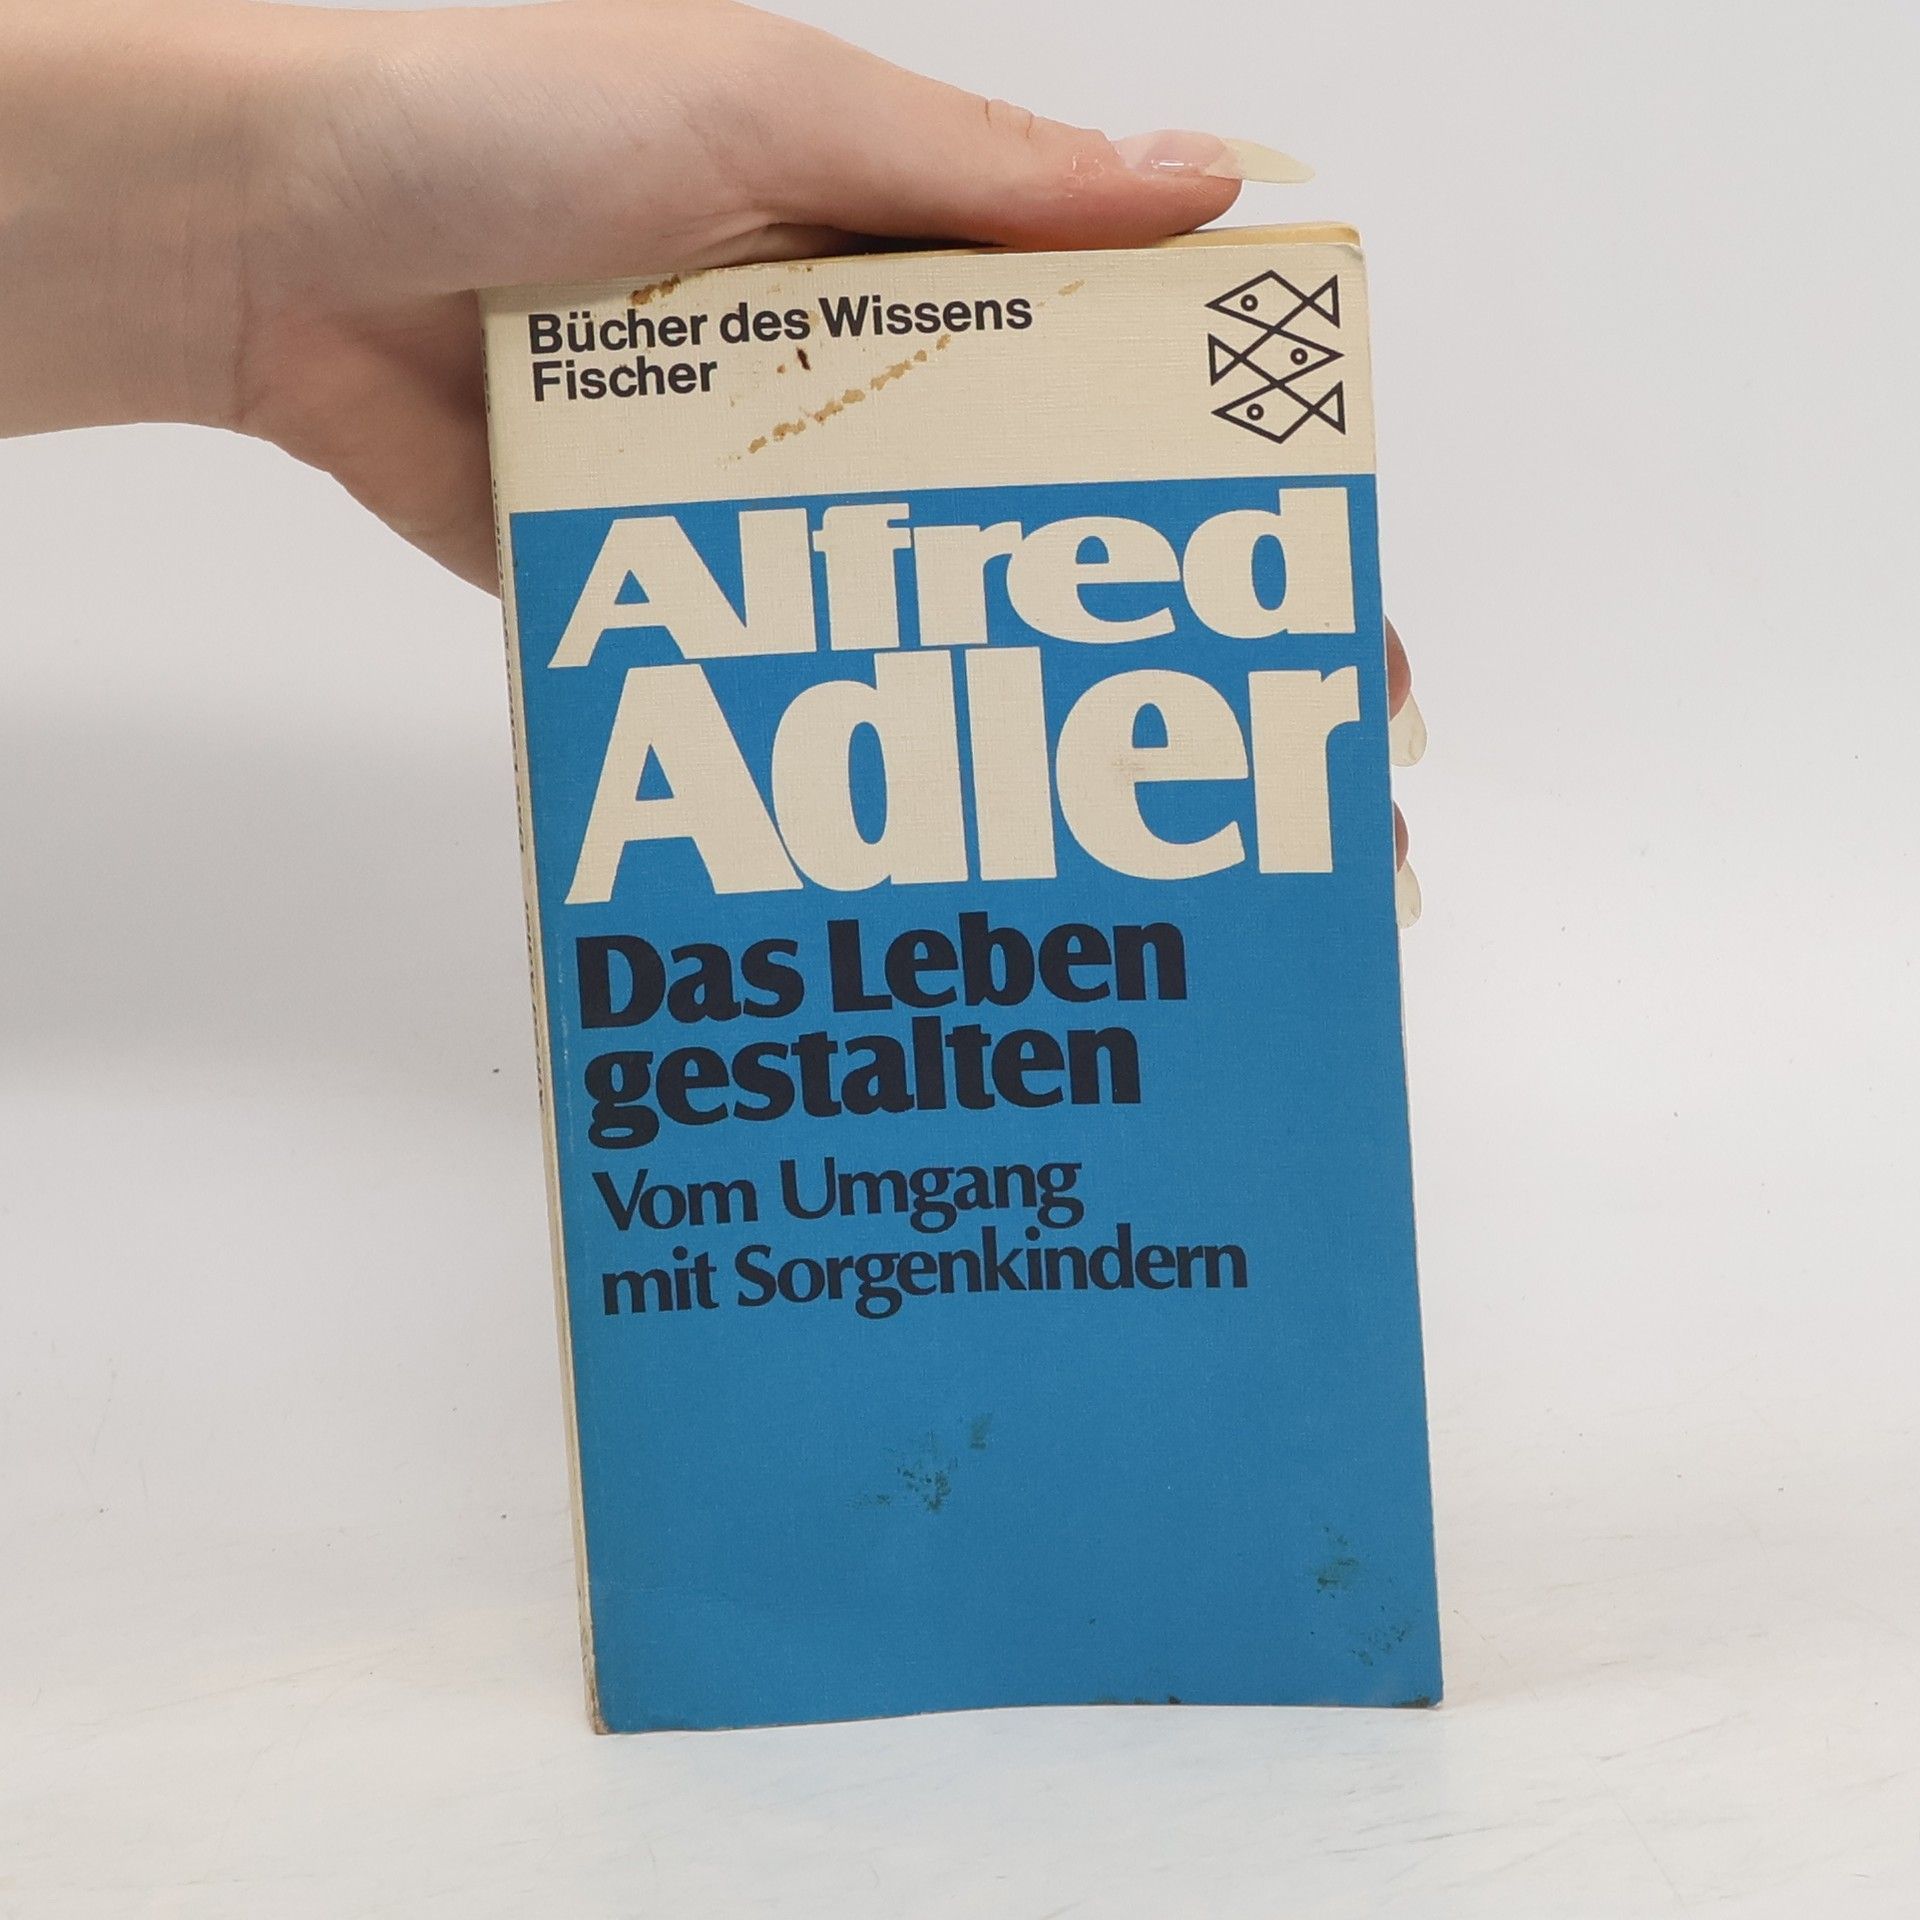 Bücher des Wissens
Fischer
Alfred
Adler
Das Leben
gestalten
Vom Umgang
mit Sorgenkindern